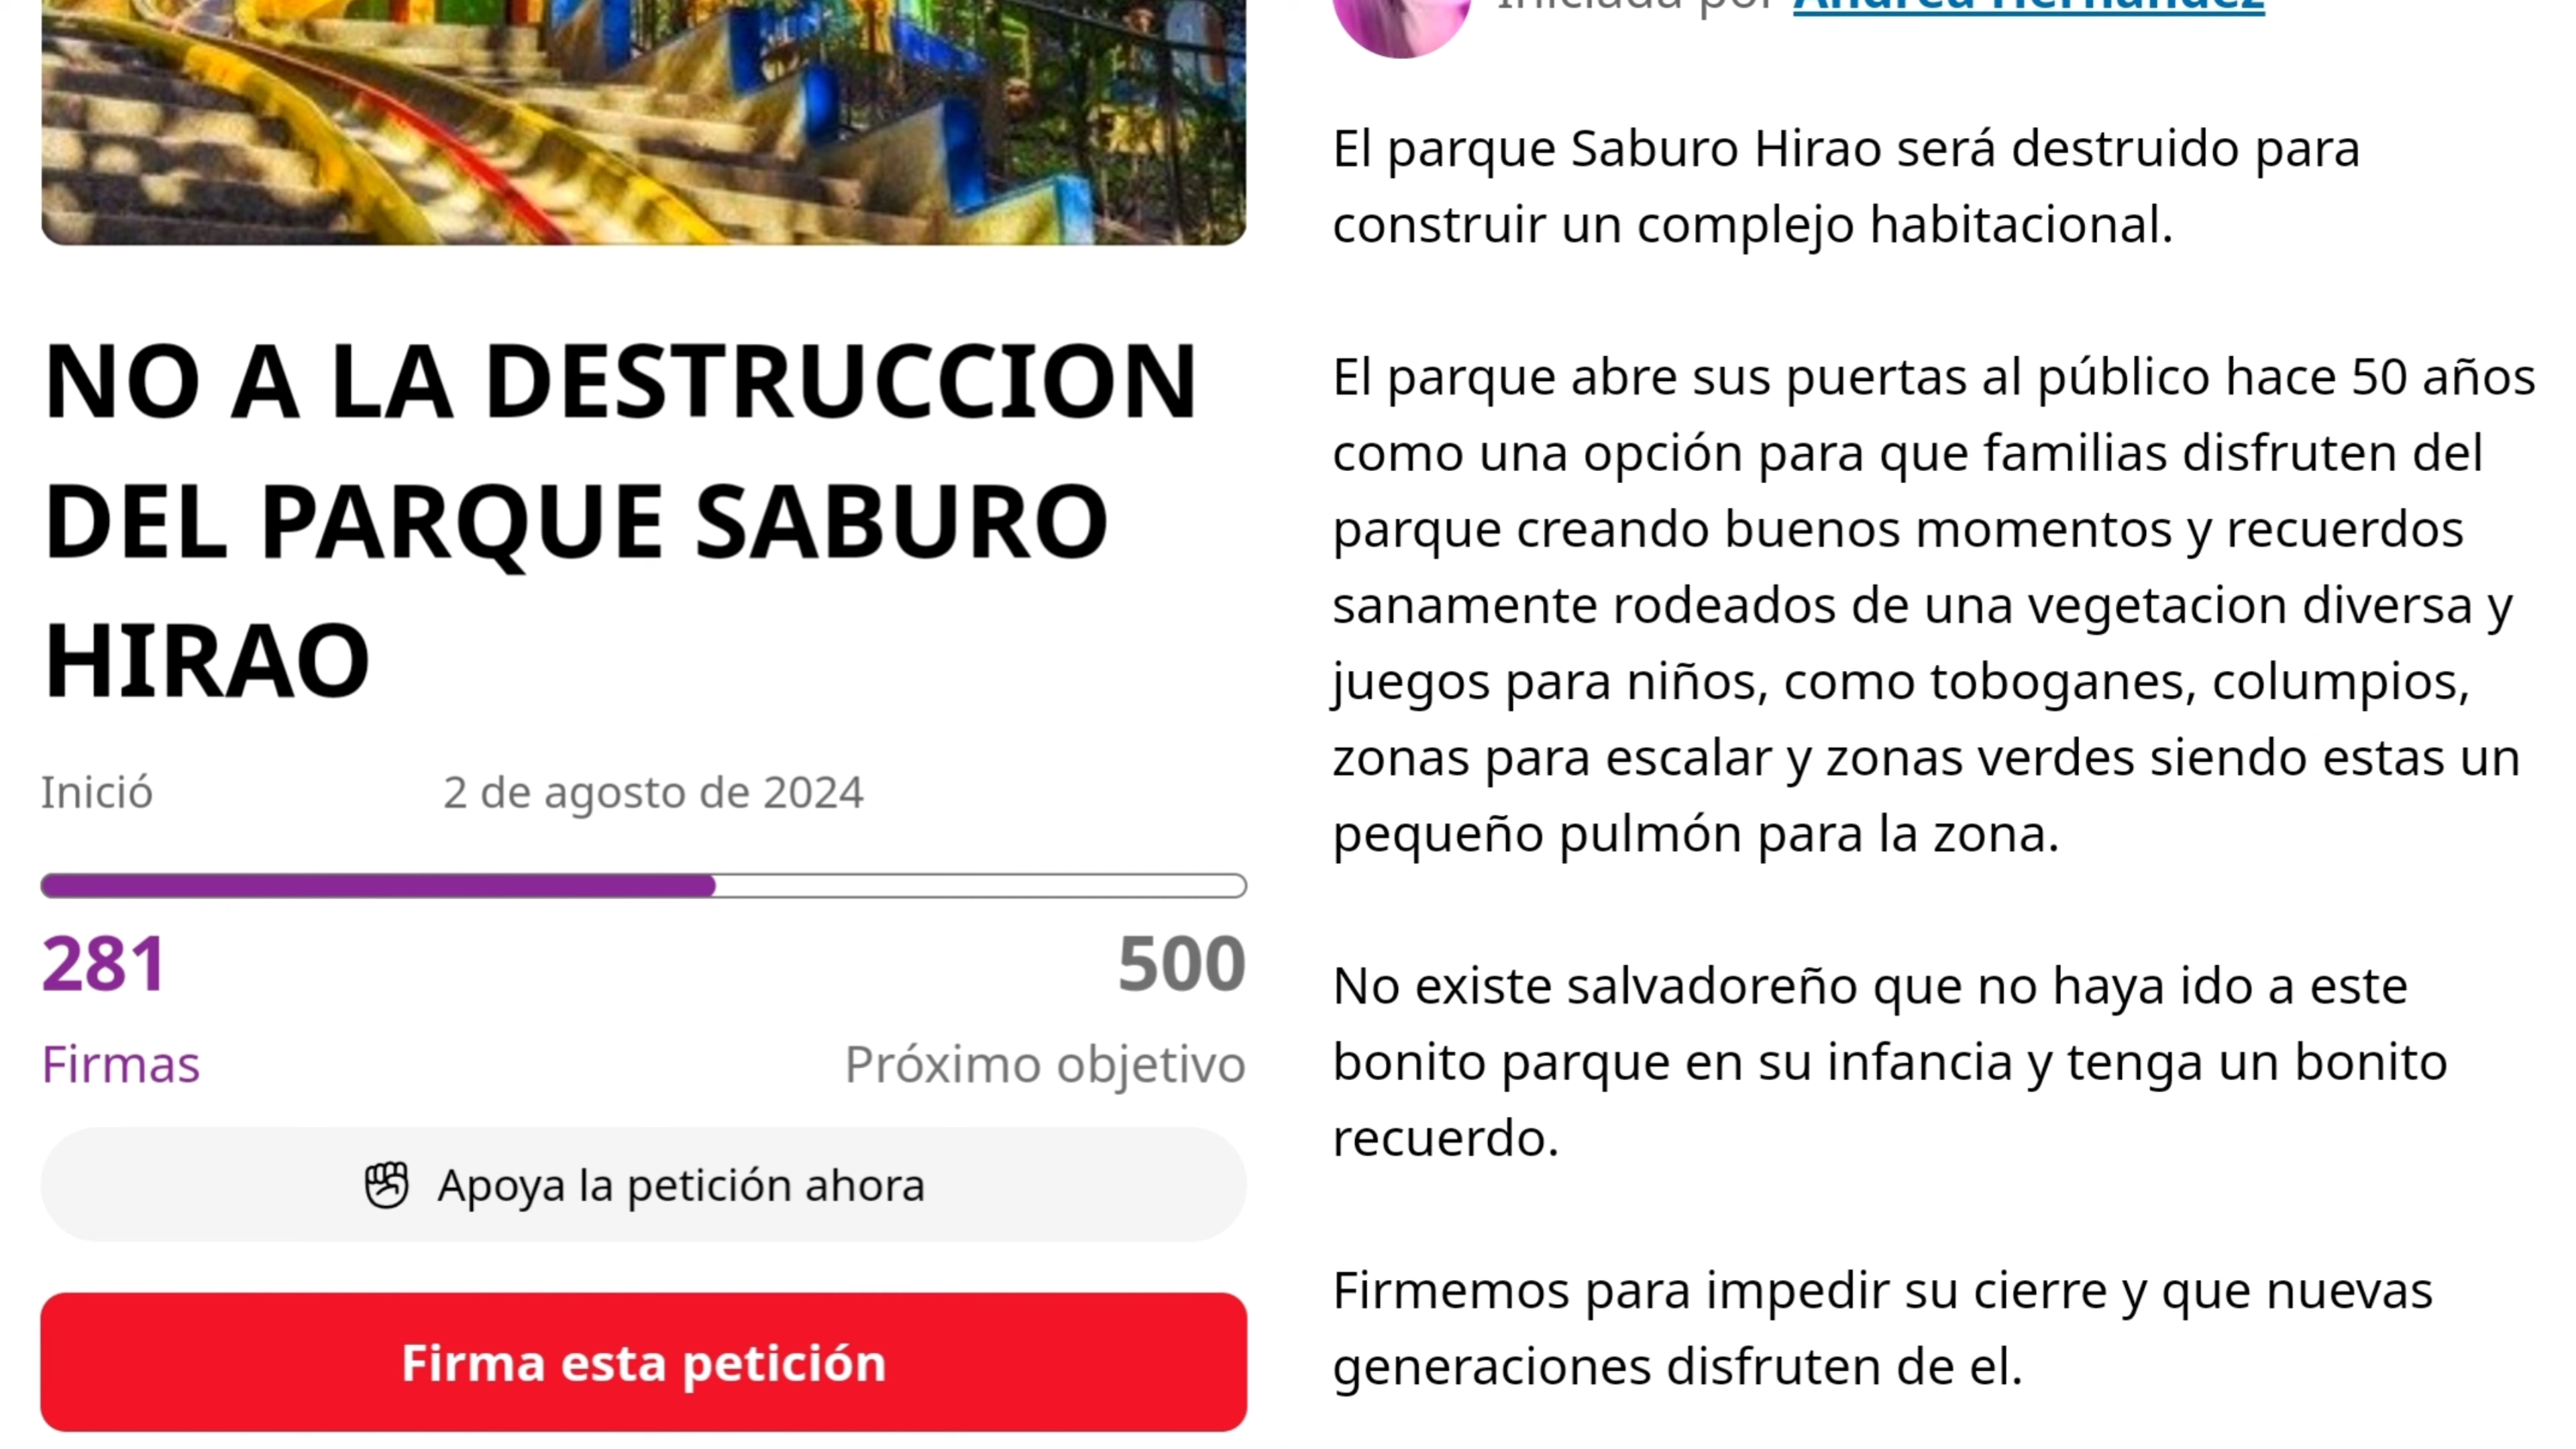 NO A LA DESTRUCCION
DEL PARQUE SABURO
HIRAO
Inició 2 de agosto de 2024
281 500
Firmas Próximo objetivo
Apoya la petición ahora
Firma esta petición
Iniciada por Andrea Hernandez
El parque Saburo Hirao será destruido para
construir un complejo habitacional.
El parque abre sus puertas al público hace 50 años
como una opción para que familias disfruten del
parque creando buenos momentos y recuerdos
sanamente rodeados de una vegetacion diversa y
juegos para niños, como toboganes, columpios,
zonas para escalar y zonas verdes siendo estas un
pequeño pulmón para la zona.
No existe salvadoreño que no haya ido a este
bonito parque en su infancia y tenga un bonito
recuerdo.
Firmemos para impedir su cierre y que nuevas
generaciones disfruten de el.